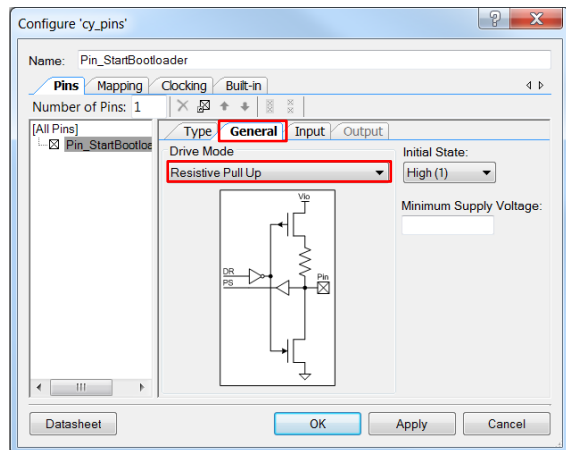 Configure 'cy_pins'
? X
Name: Pin_StartBootloader
Pins Mapping Clocking Built-in
Number of Pins: 1
[All Pins]
Pin_StartBootloa
Type General Input Output
Drive Mode
Initial State:
Resistive Pull Up
High (1)
Minimum Supply Voltage:
Vio
DR
PS
Pin
Datasheet OK Apply Cancel